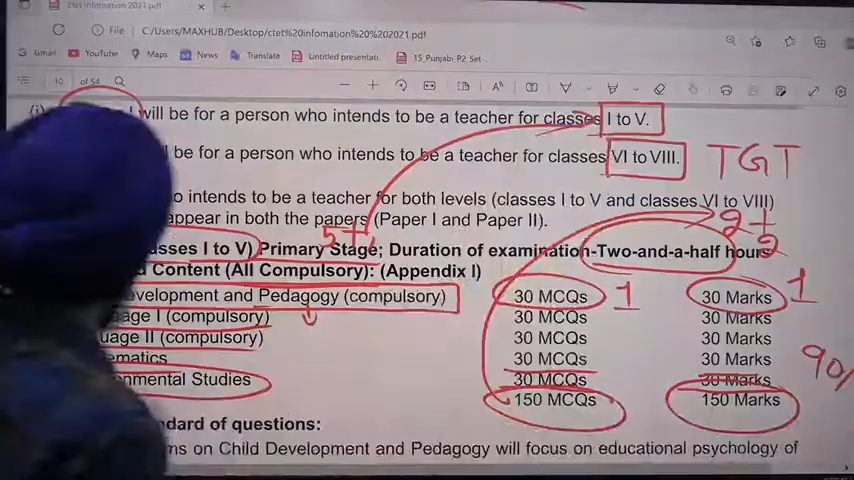 ctet infomation 2021.pdf
File C:/Users/MAXHUB/Desktop/ctet%20infomation%20%202021.pdf
Gmail YouTube Maps News Translate Untitled presentati... 15_Punjabi_P2_Set...
10 of 54
(i) I will be for a person who intends to be a teacher for classes I to V.
l be for a person who intends to be a teacher for classes VI to VIII. TGT
o intends to be a teacher for both levels (classes I to V and classes VI to VIII)
appear in both the papers (Paper I and Paper II). 2+
5+
asses I to V) Primary Stage; Duration of examination-Two-and-a-half hours 2
d Content (All Compulsory): (Appendix I)
evelopment and Pedagogy (compulsory) 30 MCQs 1 30 Marks 1
uage I (compulsory) 30 MCQs 30 Marks
uage II (compulsory) 30 MCQs 30 Marks
ematics 30 MCQs 30 Marks 90/
onmental Studies 30 MCQs 30 Marks
150 MCQs 150 Marks
ndard of questions:
ms on Child Development and Pedagogy will focus on educational psychology of